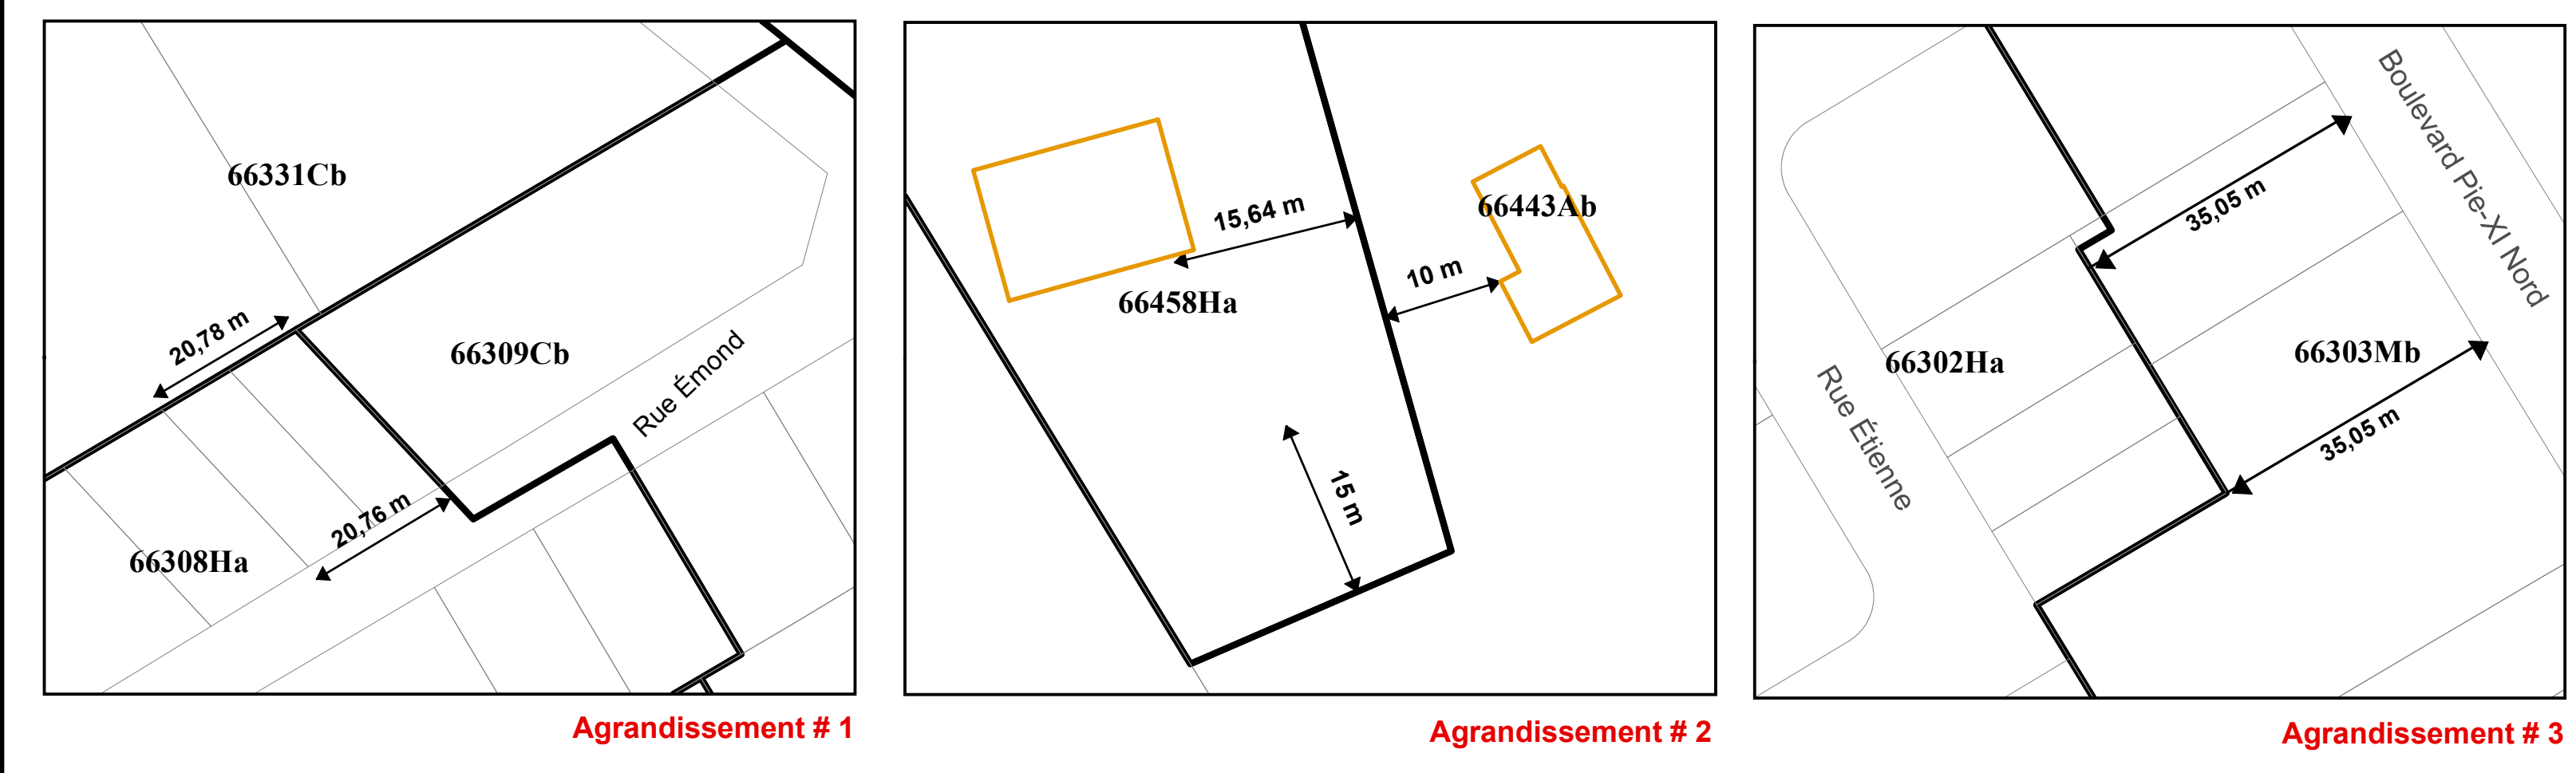 66331Cb
20,78 m
66309Cb
Rue Émond
20,76 m
66308Ha
Agrandissement # 1
15,64 m
66443Ab
10 m
66458Ha
15 m
Agrandissement # 2
Boulevard Pie-XI Nord
35,05 m
66302Ha
66303Mb
Rue Étienne
35,05 m
Agrandissement # 3